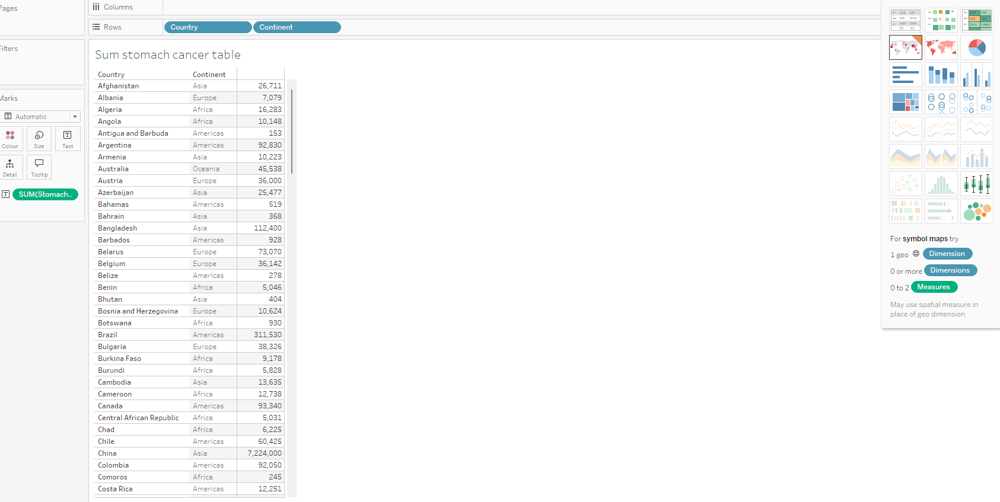 Pages
Columns
Rows
Country
Continent
Filters
Marks
Automatic
Colour
Size
Text
Detail
Tooltip
SUM(Stomach..
Sum stomach cancer table
Country Continent
Afghanistan Asia 26,711
Albania Europe 7,079
Algeria Africa 16,283
Angola Africa 10,148
Antigua and Barbuda Americas 153
Argentina Americas 92,830
Armenia Asia 10,223
Australia Oceania 45,538
Austria Europe 36,000
Azerbaijan Asia 25,477
Bahamas Americas 519
Bahrain Asia 368
Bangladesh Asia 112,400
Barbados Americas 928
Belarus Europe 73,070
Belgium Europe 36,142
Belize Americas 278
Benin Africa 5,046
Bhutan Asia 404
Bosnia and Herzegovina Europe 10,624
Botswana Africa 930
Brazil Americas 311,530
Bulgaria Europe 38,326
Burkina Faso Africa 9,178
Burundi Africa 5,828
Cambodia Asia 13,635
Cameroon Africa 12,738
Canada Americas 93,340
Central African Republic Africa 5,031
Chad Africa 6,225
Chile Americas 60,425
China Asia 7,224,000
Colombia Americas 92,050
Comoros Africa 245
Costa Rica Americas 12,251
For symbol maps try
1 geo Dimension
0 or more Dimensions
0 to 2 Measures
May use spatial measure in
place of geo dimension